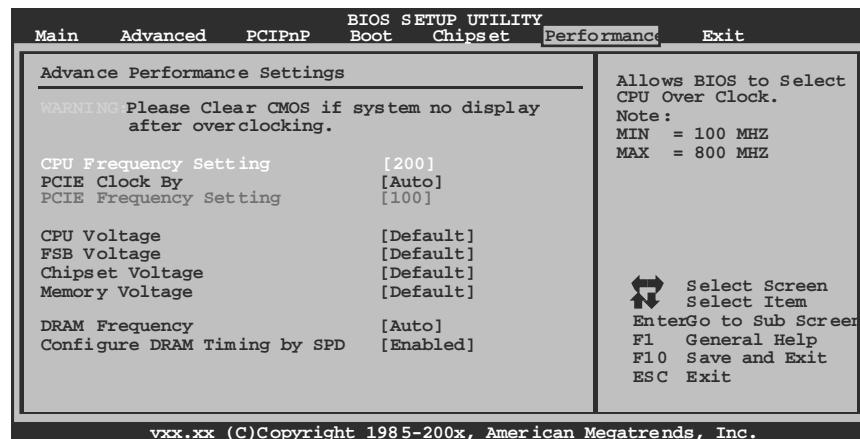 BIOS SETUP UTILITY
Main Advanced PCIPnP Boot Chipset Performance Exit
Advance Performance Settings
WARNING:Please Clear CMOS if system no display
after overclocking.
CPU Frequency Setting [200]
PCIE Clock By [Auto]
PCIE Frequency Setting [100]
CPU Voltage [Default]
FSB Voltage [Default]
Chipset Voltage [Default]
Memory Voltage [Default]
DRAM Frequency [Auto]
Configure DRAM Timing by SPD [Enabled]
Allows BIOS to Select
CPU Over Clock.
Note:
MIN = 100 MHZ
MAX = 800 MHZ
Select Screen
Select Item
EnterGo to Sub Screen
F1 General Help
F10 Save and Exit
ESC Exit
vxx.xx (C)Copyright 1985-200x, American Megatrends, Inc.